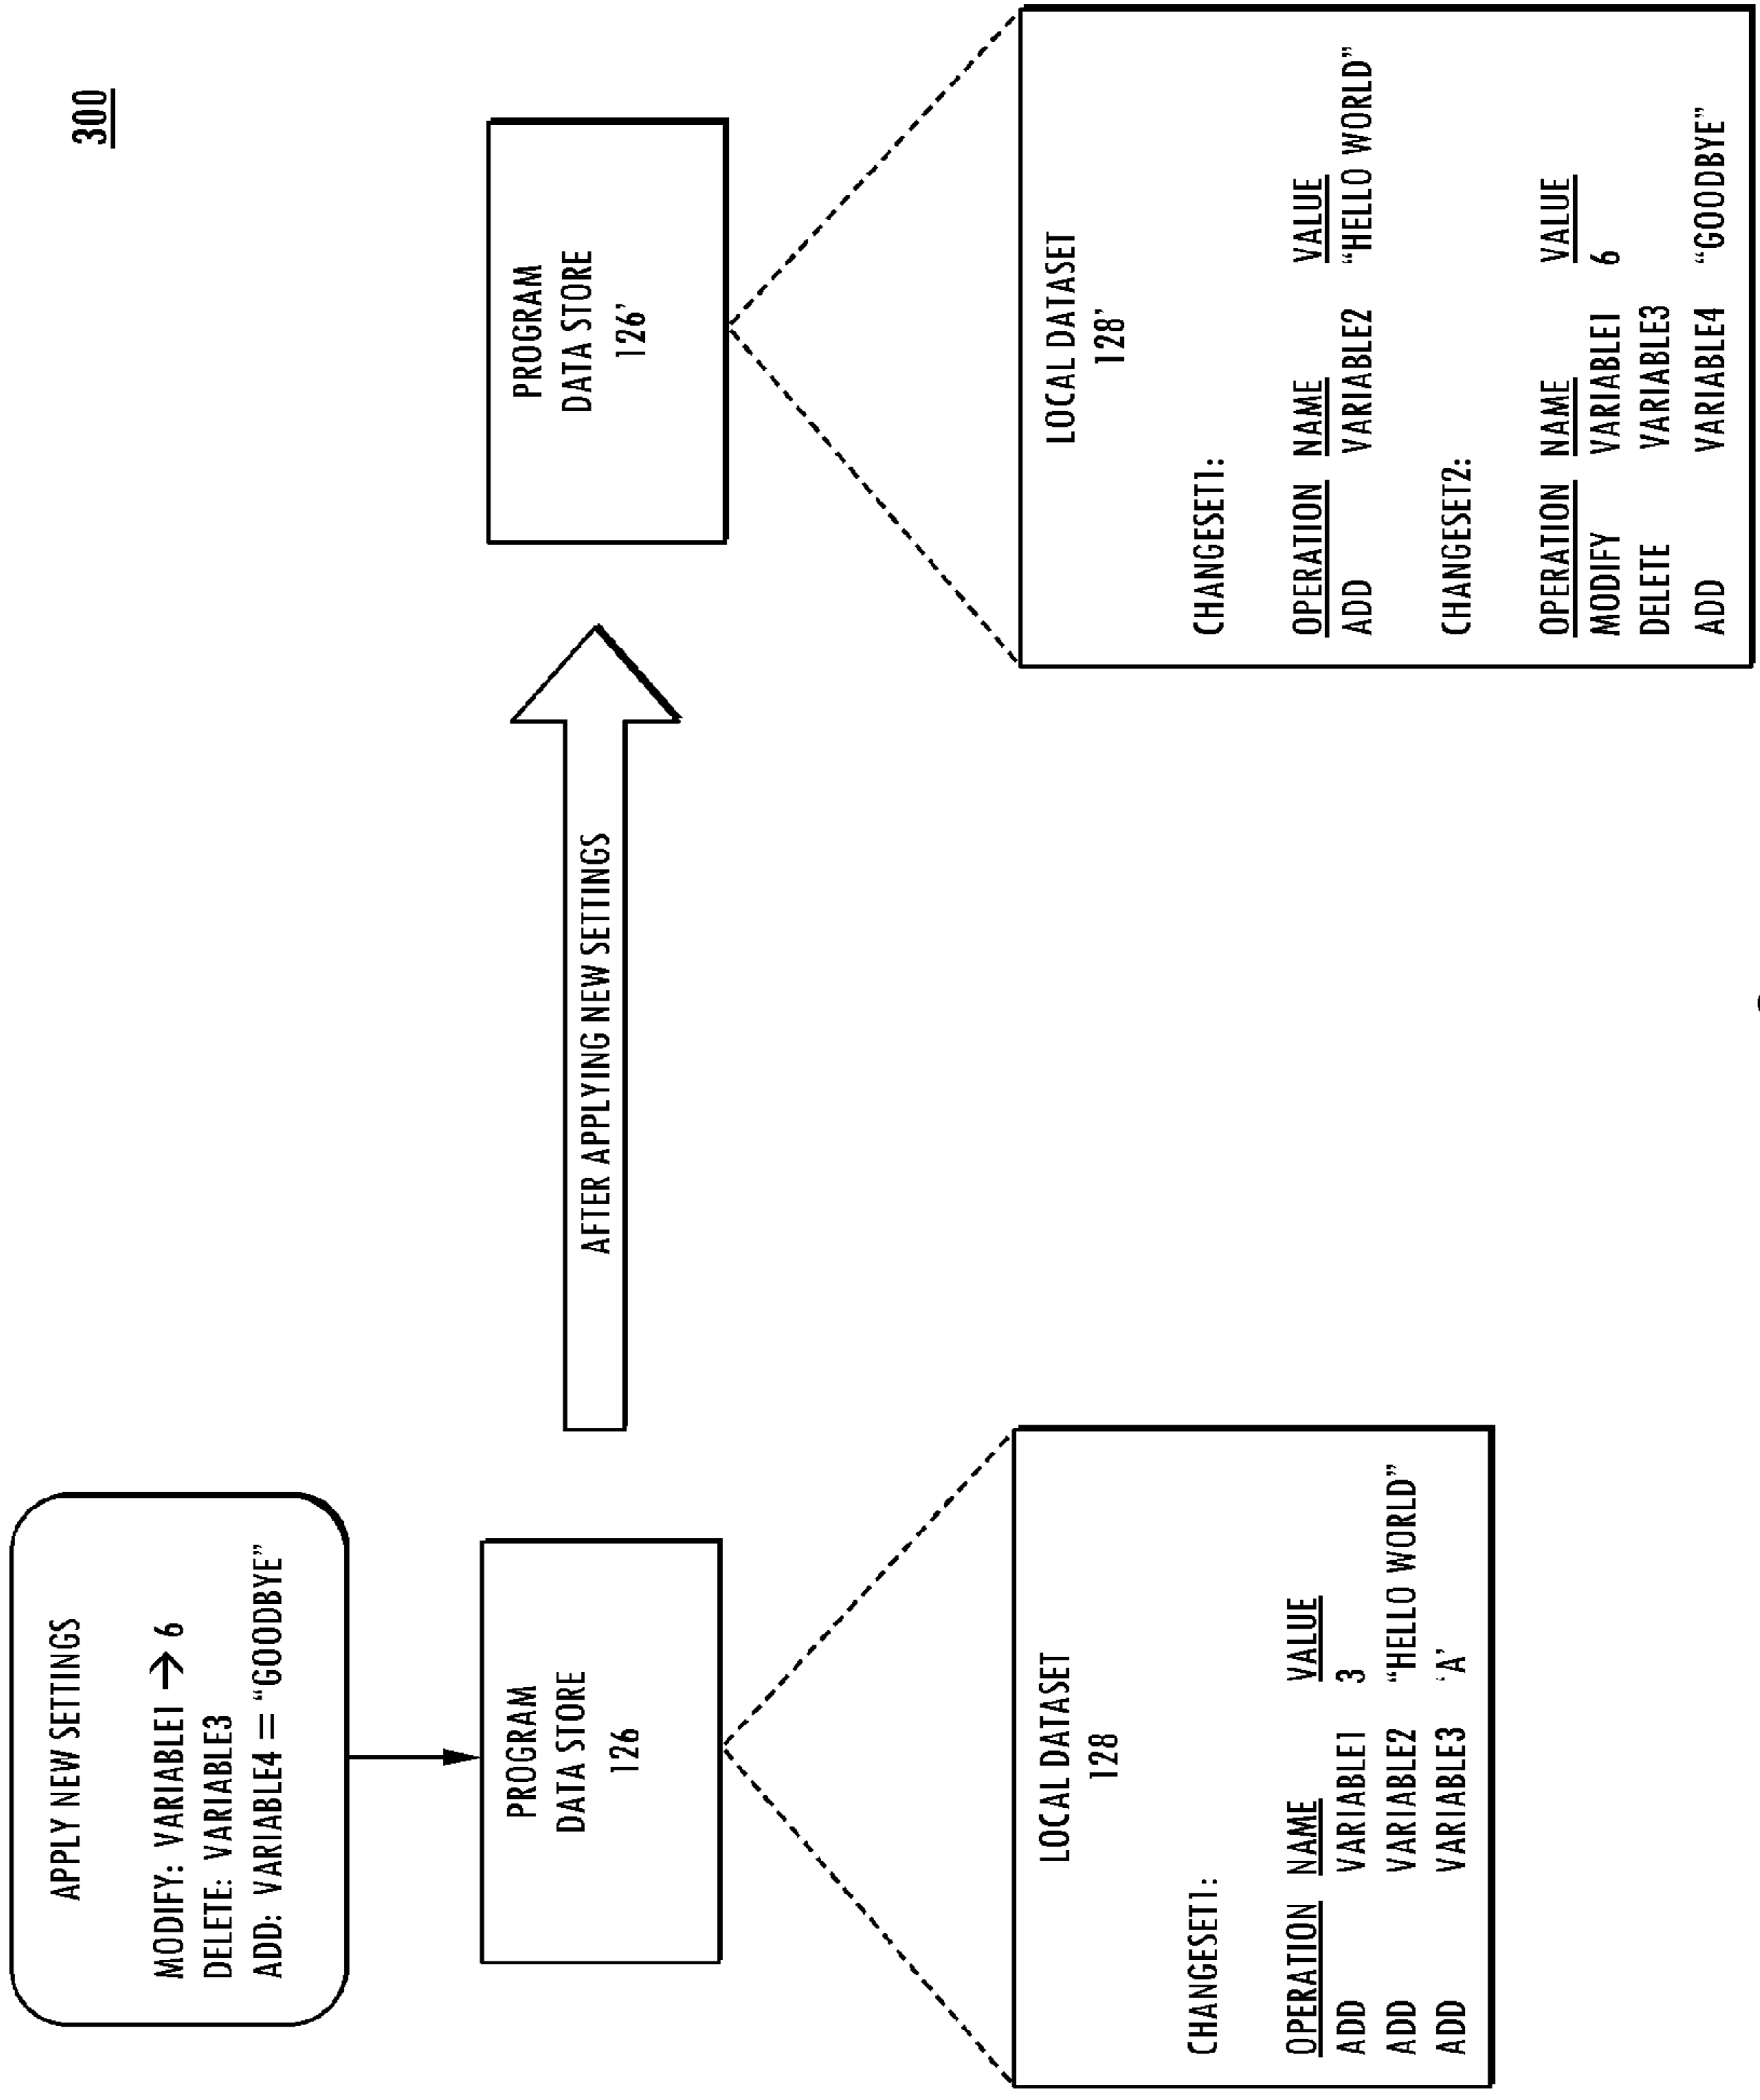 300
APPLY NEW SETTINGS
MODIFY: VARIABLE1 → 6
DELETE: VARIABLE3
ADD: VARIABLE4 = "GOODBYE"
PROGRAM
DATA STORE
126
AFTER APPLYING NEW SETTINGS
PROGRAM
DATA STORE
126'
LOCAL DATASET
128
CHANGESET1:
OPERATION NAME VALUE
ADD VARIABLE1 3
ADD VARIABLE2 "HELLO WORLD"
ADD VARIABLE3 'A'
LOCAL DATASET
128'
CHANGESET1:
OPERATION NAME VALUE
ADD VARIABLE2 "HELLO WORLD"
CHANGESET2:
OPERATION NAME VALUE
MODIFY VARIABLE1 6
DELETE VARIABLE3
ADD VARIABLE4 "GOODBYE"